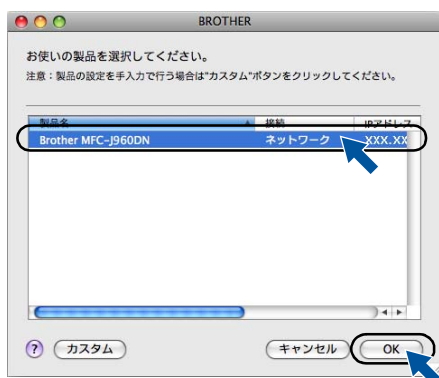 BROTHER
お使いの製品を選択してください。
注意：製品の設定を手入力で行う場合は"カスタム"ボタンをクリックしてください。
製品名 接続 IPアドレス
Brother MFC-J960DN ネットワーク XXX.XX
? カスタム キャンセル OK